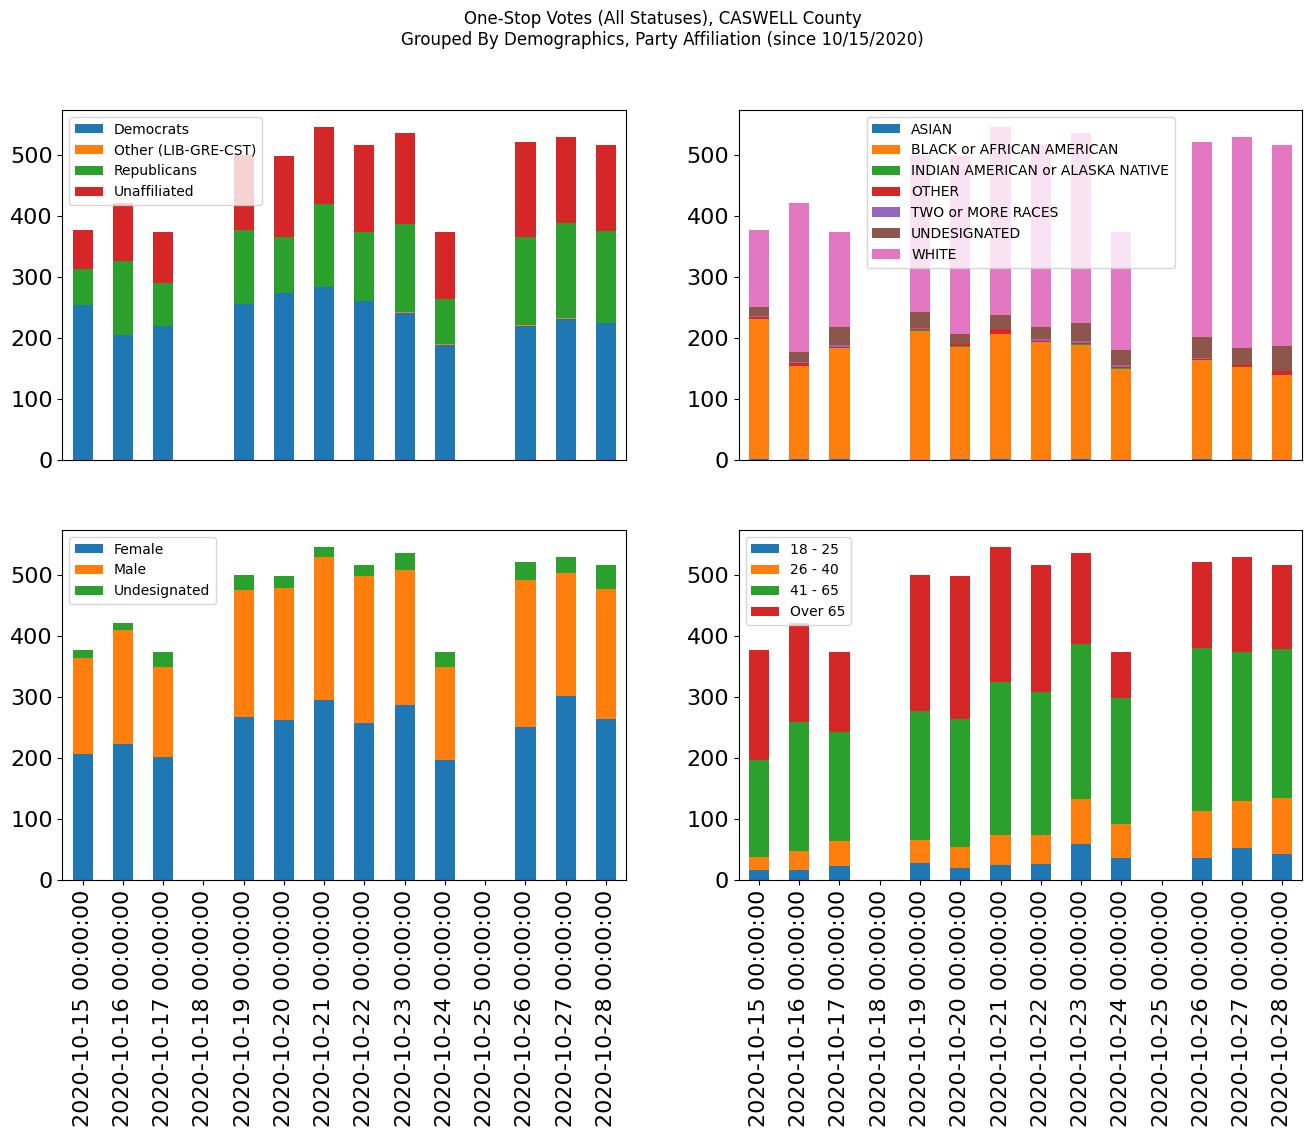 One-Stop Votes (All Statuses), CASWELL County
Grouped By Demographics, Party Affiliation (since 10/15/2020)
Democrats
Other (LIB-GRE-CST)
Republicans
Unaffiliated
500
400
300
200
100
0
ASIAN
BLACK or AFRICAN AMERICAN
INDIAN AMERICAN or ALASKA NATIVE
OTHER
TWO or MORE RACES
UNDESIGNATED
WHITE
500
400
300
200
100
0
Female
Male
Undesignated
500
400
300
200
100
0
2020-10-15 00:00:00
2020-10-16 00:00:00
2020-10-17 00:00:00
2020-10-18 00:00:00
2020-10-19 00:00:00
2020-10-20 00:00:00
2020-10-21 00:00:00
2020-10-22 00:00:00
2020-10-23 00:00:00
2020-10-24 00:00:00
2020-10-25 00:00:00
2020-10-26 00:00:00
2020-10-27 00:00:00
2020-10-28 00:00:00
18 - 25
26 - 40
41 - 65
Over 65
500
400
300
200
100
0
2020-10-15 00:00:00
2020-10-16 00:00:00
2020-10-17 00:00:00
2020-10-18 00:00:00
2020-10-19 00:00:00
2020-10-20 00:00:00
2020-10-21 00:00:00
2020-10-22 00:00:00
2020-10-23 00:00:00
2020-10-24 00:00:00
2020-10-25 00:00:00
2020-10-26 00:00:00
2020-10-27 00:00:00
2020-10-28 00:00:00